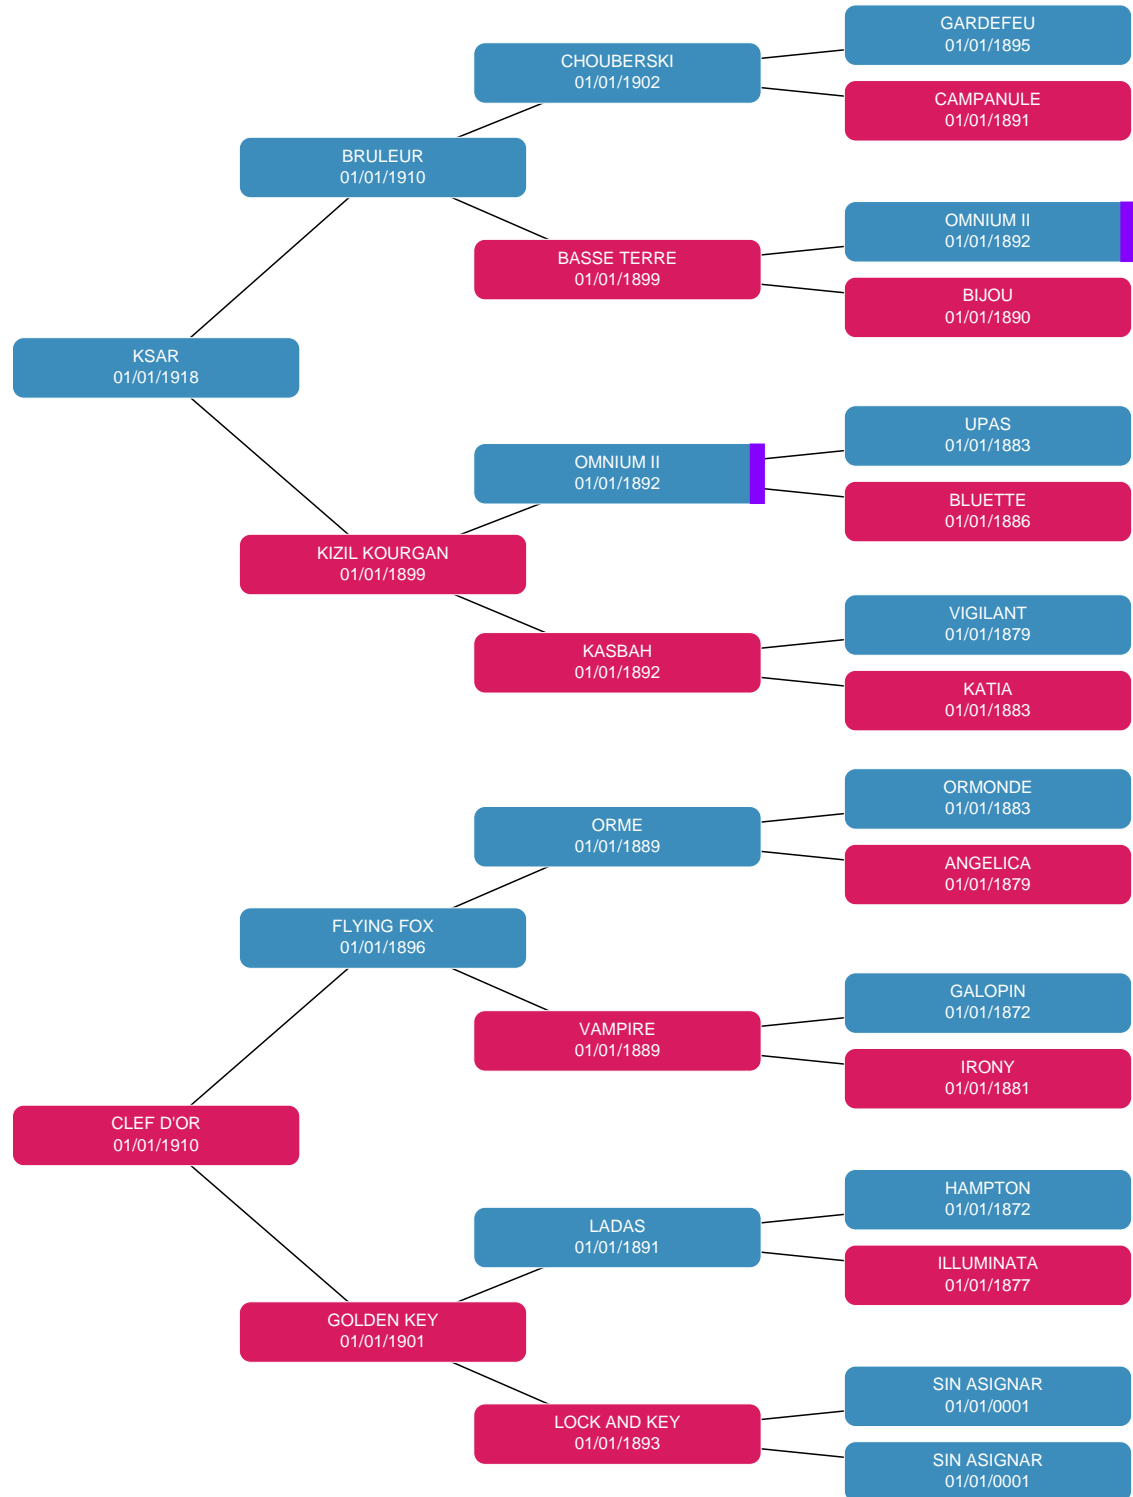 GARDEFEU
01/01/1895
CHOUBERSKI
01/01/1902
CAMPANULE
01/01/1891
BRULEUR
01/01/1910
OMNIUM II
01/01/1892
BASSE TERRE
01/01/1899
BIJOU
01/01/1890
KSAR
01/01/1918
UPAS
01/01/1883
OMNIUM II
01/01/1892
BLUETTE
01/01/1886
KIZIL KOURGAN
01/01/1899
VIGILANT
01/01/1879
KASBAH
01/01/1892
KATIA
01/01/1883
ORMONDE
01/01/1883
ORME
01/01/1889
ANGELICA
01/01/1879
FLYING FOX
01/01/1896
GALOPIN
01/01/1872
VAMPIRE
01/01/1889
IRONY
01/01/1881
CLEF D'OR
01/01/1910
HAMPTON
01/01/1872
LADAS
01/01/1891
ILLUMINATA
01/01/1877
GOLDEN KEY
01/01/1901
SIN ASIGNAR
01/01/0001
LOCK AND KEY
01/01/1893
SIN ASIGNAR
01/01/0001